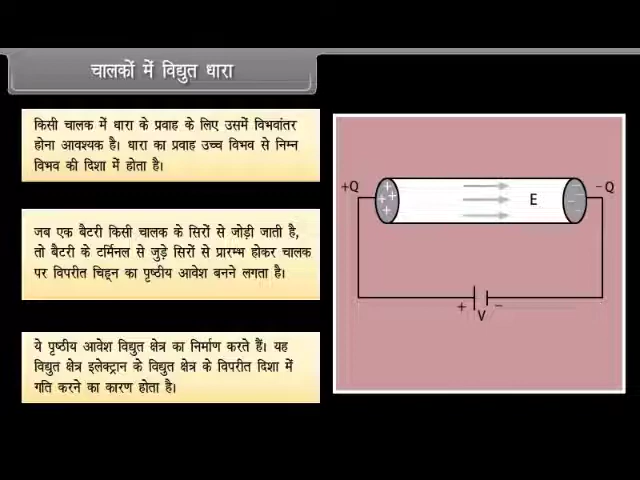 चालकों में विद्युत धारा
किसी चालक में धारा के प्रवाह के लिए उसमें विभवांतर
होना आवश्यक है। धारा का प्रवाह उच्च विभव से निम्न
विभव की दिशा में होता है।
जब एक बैटरी किसी चालक के सिरों से जोड़ी जाती है,
तो बैटरी के टर्मिनल से जुड़े सिरों से प्रारम्भ होकर चालक
पर विपरीत चिह्न का पृष्ठीय आवेश बनने लगता है।
ये पृष्ठीय आवेश विद्युत क्षेत्र का निर्माण करते हैं। यह
विद्युत क्षेत्र इलेक्ट्रान के विद्युत क्षेत्र के विपरीत दिशा में
गति करने का कारण होता है।
+Q
E
−Q
+ −
V